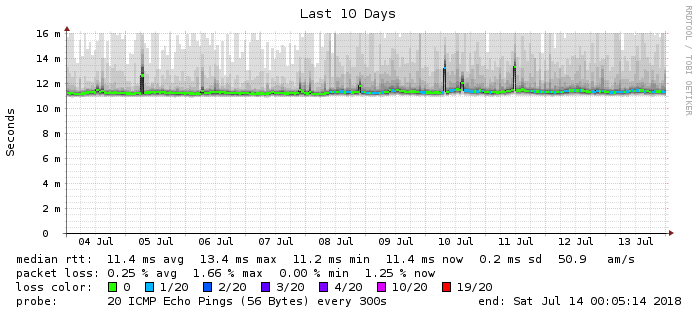 Last 10 Days
RRDTOOL / TOBI OETIKER
Seconds
16 m
14 m
12 m
10 m
8 m
6 m
4 m
2 m
0
04 Jul 05 Jul 06 Jul 07 Jul 08 Jul 09 Jul 10 Jul 11 Jul 12 Jul 13 Jul
median rtt: 11.4 ms avg 13.4 ms max 11.2 ms min 11.4 ms now 0.2 ms sd 50.9 am/s
packet loss: 0.25 % avg 1.66 % max 0.00 % min 1.25 % now
loss color: 0 1/20 2/20 3/20 4/20 10/20 19/20
probe: 20 ICMP Echo Pings (56 Bytes) every 300s end: Sat Jul 14 00:05:14 2018